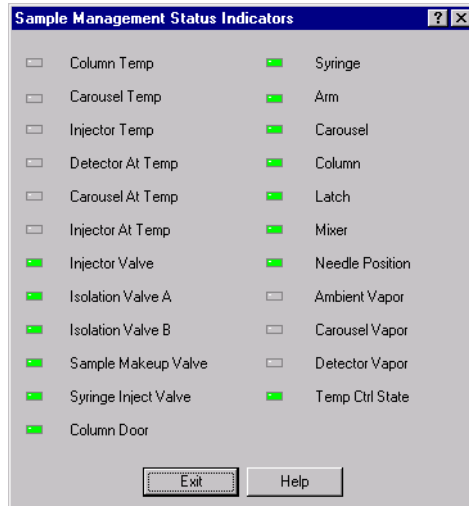 Sample Management Status Indicators
Column Temp
Carousel Temp
Injector Temp
Detector At Temp
Carousel At Temp
Injector At Temp
Injector Valve
Isolation Valve A
Isolation Valve B
Sample Makeup Valve
Syringe Inject Valve
Column Door
Syringe
Arm
Carousel
Column
Latch
Mixer
Needle Position
Ambient Vapor
Carousel Vapor
Detector Vapor
Temp Ctrl State
Exit
Help